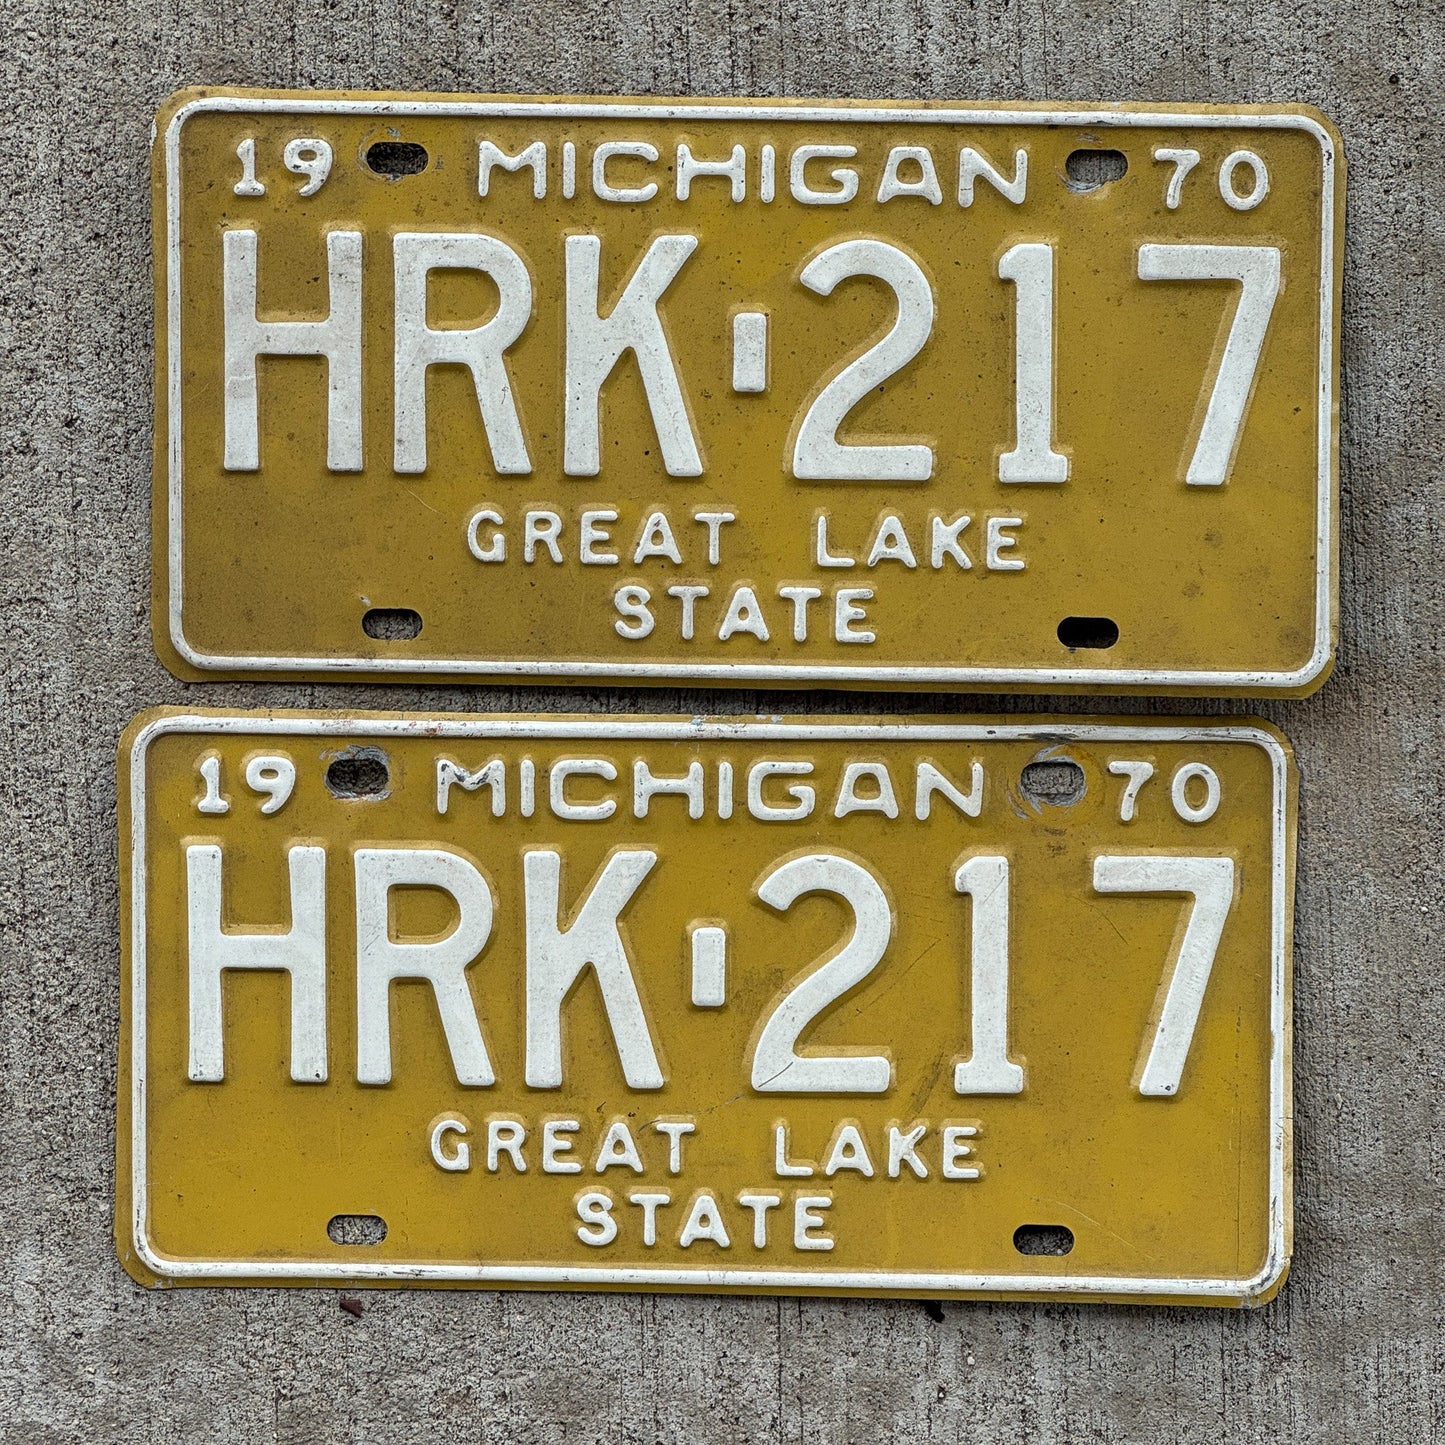 19 MICHIGAN 70
HRK-217
GREAT LAKE
STATE
19 MICHIGAN 70
HRK-217
GREAT LAKE
STATE